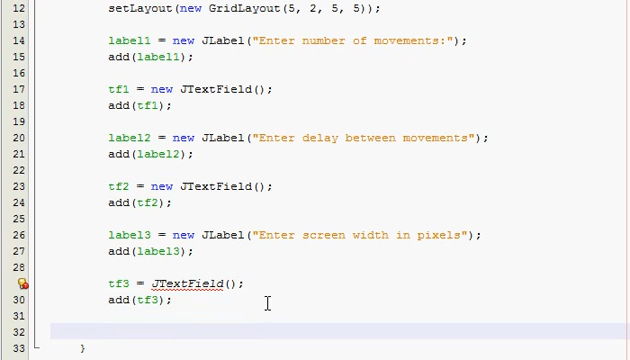 12 setLayout(new GridLayout(5, 2, 5, 5));
13
14 label1 = new JLabel("Enter number of movements:");
15 add(label1);
16
17 tf1 = new JTextField();
18 add(tf1);
19
20 label2 = new JLabel("Enter delay between movements");
21 add(label2);
22
23 tf2 = new JTextField();
24 add(tf2);
25
26 label3 = new JLabel("Enter screen width in pixels");
27 add(label3);
28
tf3 = JTextField();
30 add(tf3);
31
32
33 }